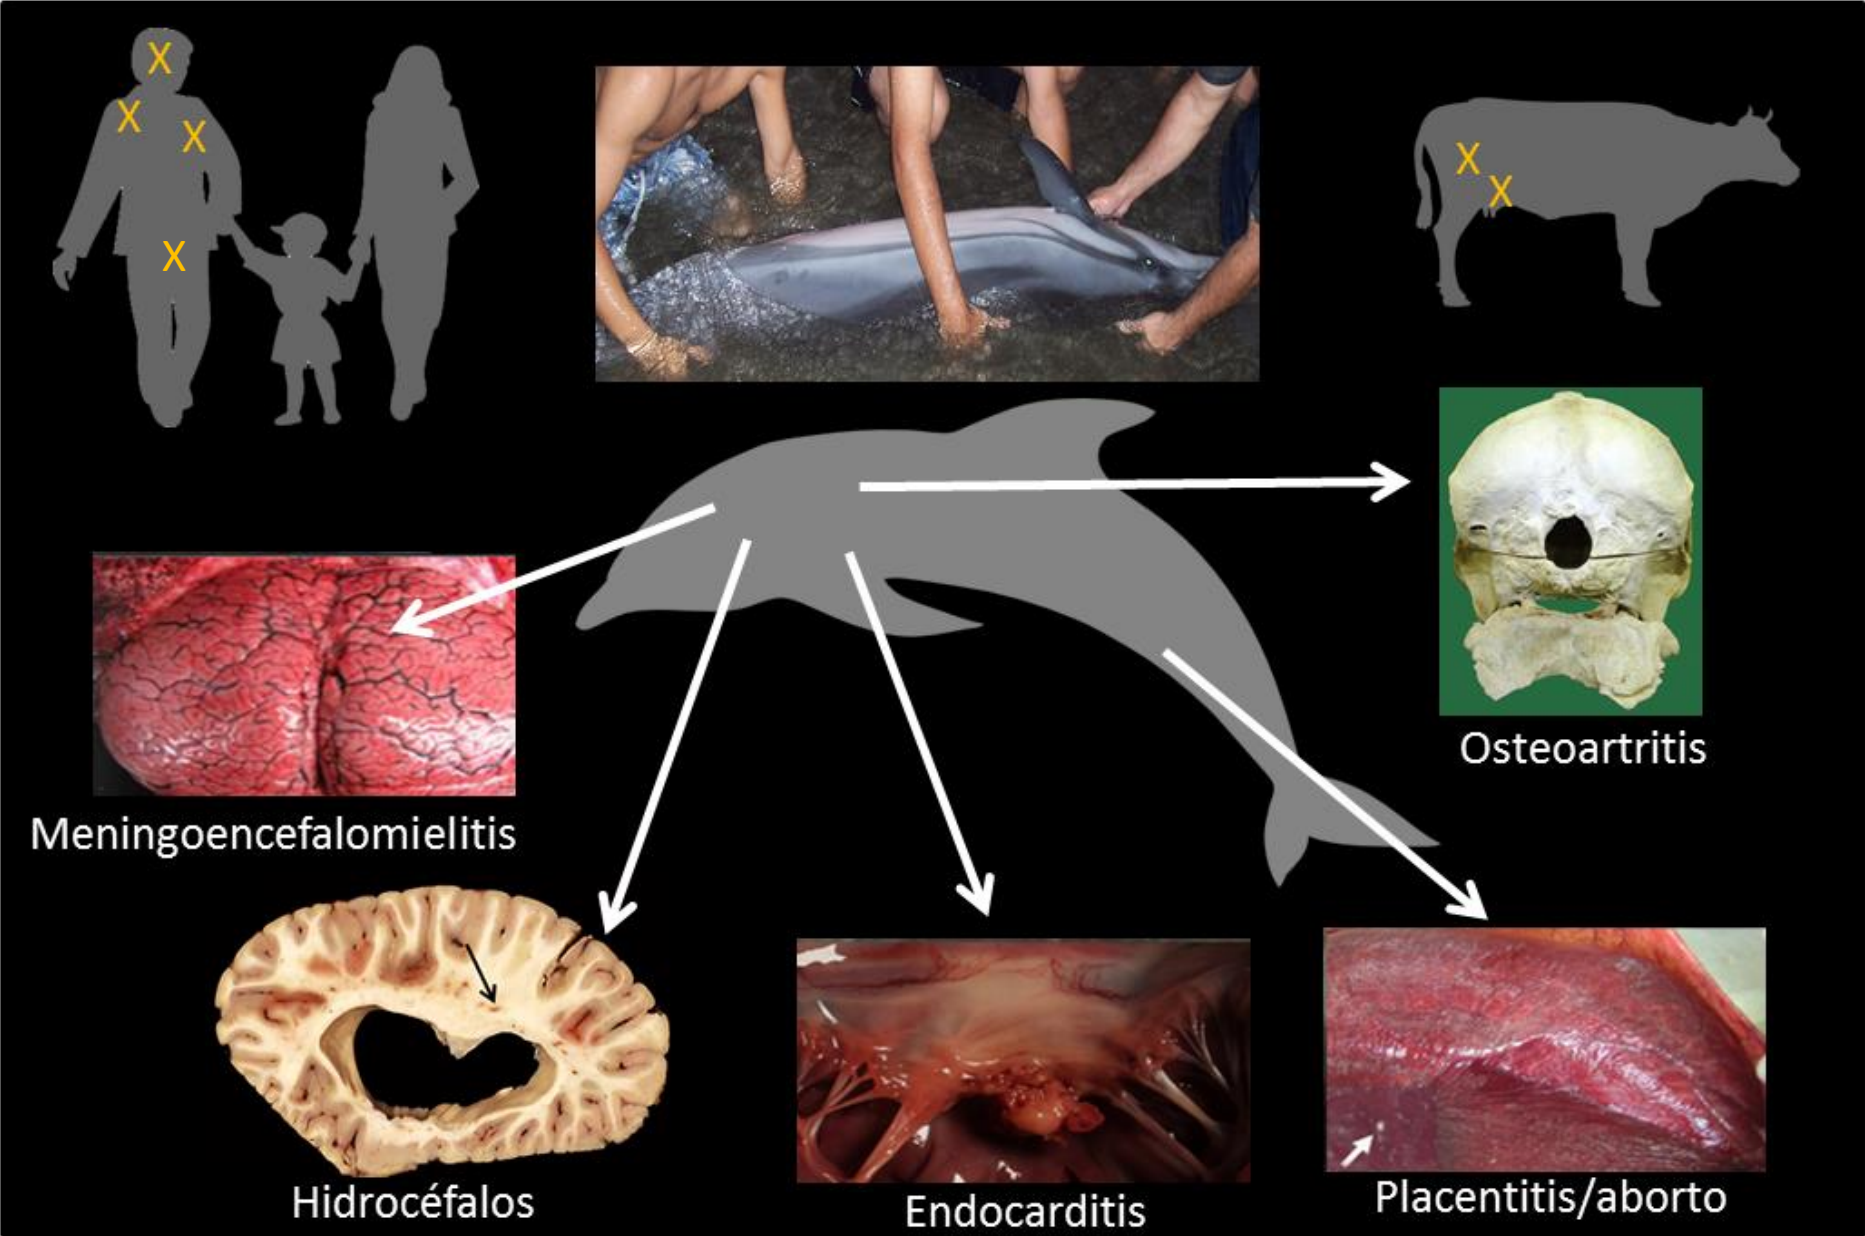 X
X
X
X
X
X
Osteoartritis
Meningoencefalomielitis
Hidrocéfalos
Endocarditis
Placentitis/aborto